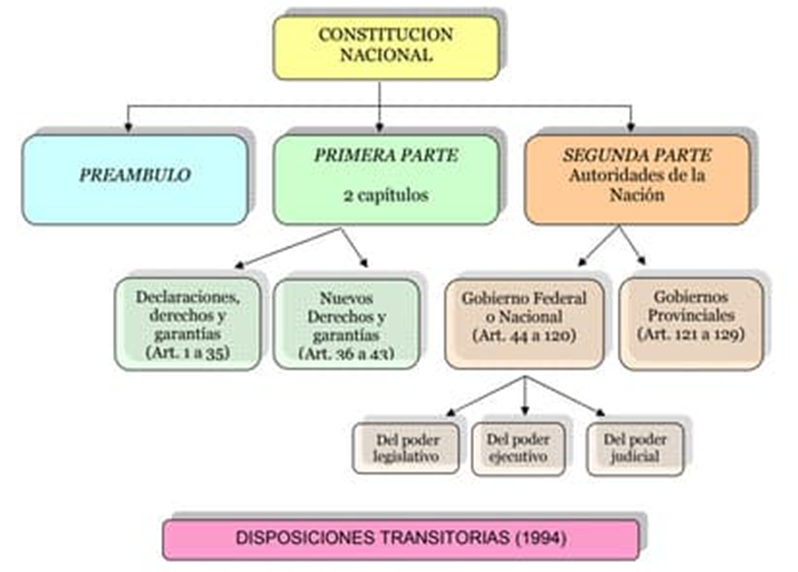 CONSTITUCION
NACIONAL
PREAMBULO
PRIMERA PARTE
2 capítulos
SEGUNDA PARTE
Autoridades de la
Nación
Declaraciones,
derechos y
garantías
(Art. 1 a 35)
Nuevos
Derechos y
garantías
(Art. 36 a 43)
Gobierno Federal
o Nacional
(Art. 44 a 120)
Gobiernos
Provinciales
(Art. 121 a 129)
Del poder
legislativo
Del poder
ejecutivo
Del poder
judicial
DISPOSICIONES TRANSITORIAS (1994)